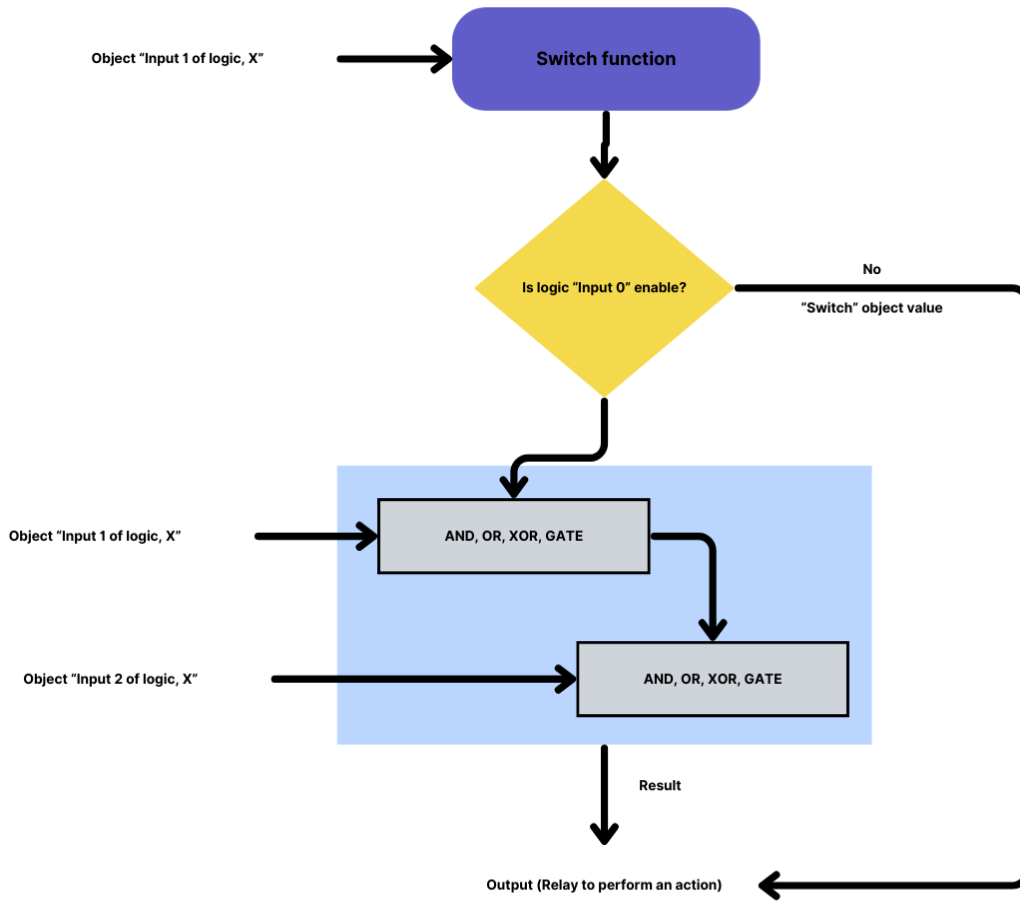 Object “Input 1 of logic, X”
Switch function
Is logic “Input 0” enable?
No
“Switch” object value
Object “Input 1 of logic, X”
AND, OR, XOR, GATE
Object “Input 2 of logic, X”
AND, OR, XOR, GATE
Result
Output (Relay to perform an action)